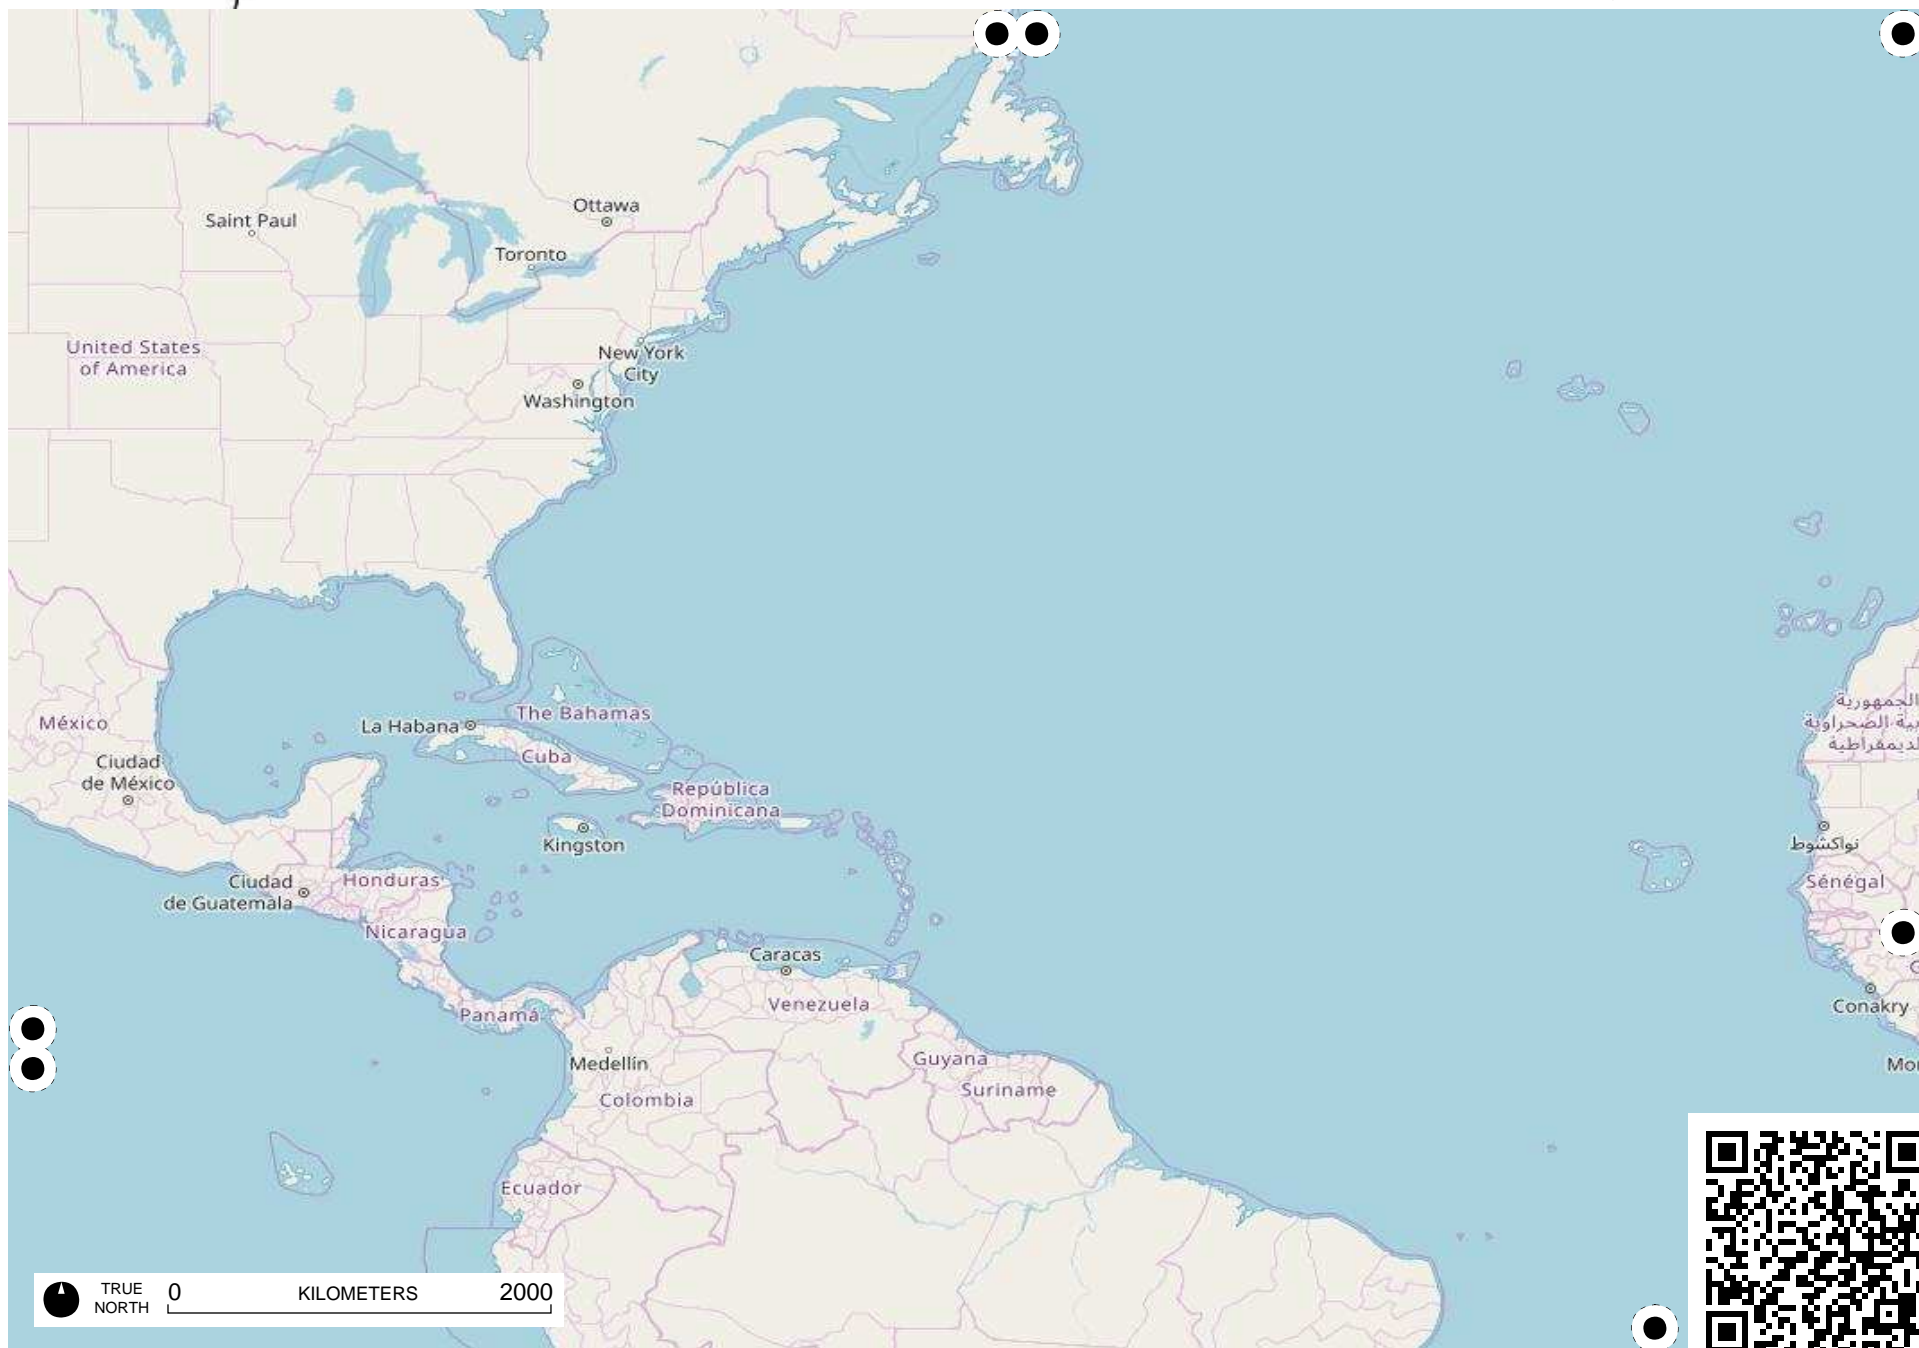 Ottawa
Saint Paul
Toronto
United States
of America
New York
City
Washington
México
La Habana
The Bahamas
Cuba
Ciudad
de México
República
Dominicana
Kingston
Ciudad
de Guatemala
Honduras
Nicaragua
Caracas
Venezuela
Panamá
Medellín
Colombia
Guyana
Suriname
Ecuador
نواكشوط
Sénégal
Conakry
TRUE
NORTH
0 KILOMETERS 2000